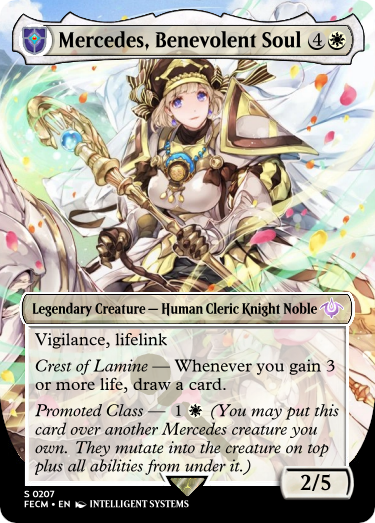 Mercedes, Benevolent Soul 4
Legendary Creature — Human Cleric Knight Noble
Vigilance, lifelink
Crest of Lamine — Whenever you gain 3
or more life, draw a card.
Promoted Class — 1 (You may put this
card over another Mercedes creature you
own. They mutate into the creature on top
plus all abilities from under it.)
2/5
S 0207
FECM • EN INTELLIGENT SYSTEMS